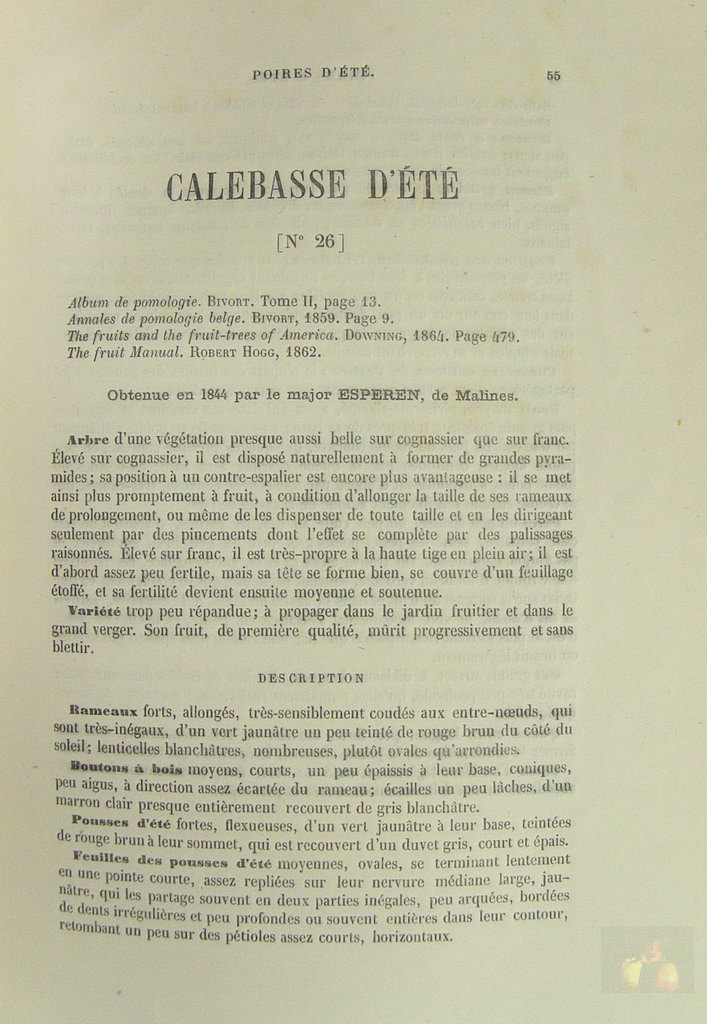 POIRES D'ÉTÉ. 55
CALEBASSE D'ÉTÉ
[N° 26]
Album de pomologie. BIVORT. Tome II, page 13.
Annales de pomologie belge. BIVORT, 1859. Page 9.
The fruits and the fruit-trees of America. DOWNING, 1864. Page 479.
The fruit Manual. ROBERT HOGG, 1862.
Obtenue en 1844 par le major ESPEREN, de Malines.
Arbre d'une végétation presque aussi belle sur cognassier que sur franc.
Élevé sur cognassier, il est disposé naturellement à former de grandes pyra-
mides; sa position à un contre-espalier est encore plus avantageuse : il se met
ainsi plus promptement à fruit, à condition d'allonger la taille de ses rameaux
de prolongement, ou même de les dispenser de toute taille et en les dirigeant
seulement par des pincements dont l'effet se complète par des palissages
raisonnés. Élevé sur franc, il est très-propre à la haute tige en plein air; il est
d'abord assez peu fertile, mais sa tête se forme bien, se couvre d'un feuillage
étoffé, et sa fertilité devient ensuite moyenne et soutenue.
Variété trop peu répandue; à propager dans le jardin fruitier et dans le
grand verger. Son fruit, de première qualité, mûrit progressivement et sans
blettir.
DESCRIPTION
Rameaux forts, allongés, très-sensiblement coudés aux entre-nœuds, qui
sont très-inégaux, d'un vert jaunâtre un peu teinté de rouge brun du côté du
soleil; lenticelles blanchâtres, nombreuses, plutôt ovales qu'arrondies.
Boutons à bois moyens, courts, un peu épaissis à leur base, coniques,
peu aigus, à direction assez écartée du rameau; écailles un peu lâches, d'un
marron clair presque entièrement recouvert de gris blanchâtre.
Pousses d'été fortes, flexueuses, d'un vert jaunâtre à leur base, teintées
de rouge brun à leur sommet, qui est recouvert d'un duvet gris, court et épais.
Feuilles des pousses d'été moyennes, ovales, se terminant lentement
en une pointe courte, assez repliées sur leur nervure médiane large, jau-
nâtre, qui les partage souvent en deux parties inégales, peu arquées, bordées
de dents irrégulières et peu profondes ou souvent entières dans leur contour,
retombant un peu sur des pétioles assez courts, horizontaux.